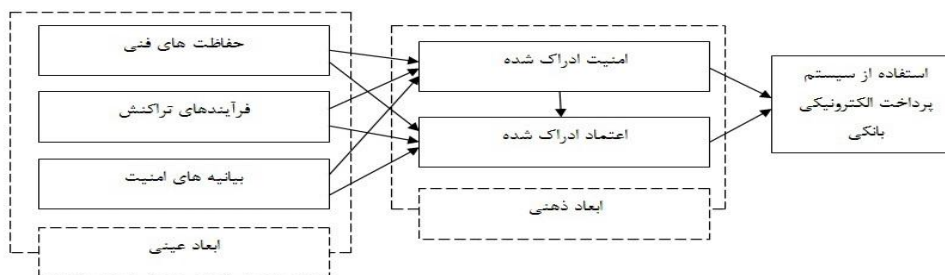 حفاظت های فنی
فرآیندهای تراکنش
بیانیه های امنیت
ابعاد عینی
امنیت ادراک شده
اعتماد ادراک شده
ابعاد ذهنی
استفاده از سیستم
پرداخت الکترونیکی
بانکی